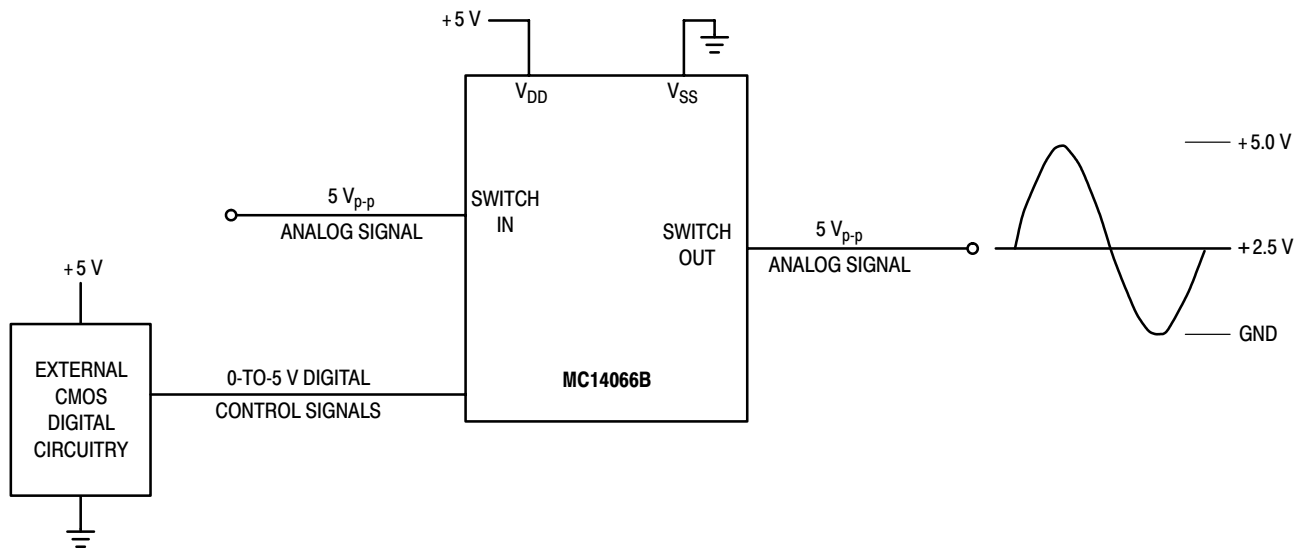 +5 V
V_DD
V_SS
+5.0 V
5 V_p-p
SWITCH
IN
ANALOG SIGNAL
SWITCH
OUT
5 V_p-p
ANALOG SIGNAL
+2.5 V
+5 V
GND
EXTERNAL
CMOS
DIGITAL
CIRCUITRY
0-TO-5 V DIGITAL
CONTROL SIGNALS
MC14066B